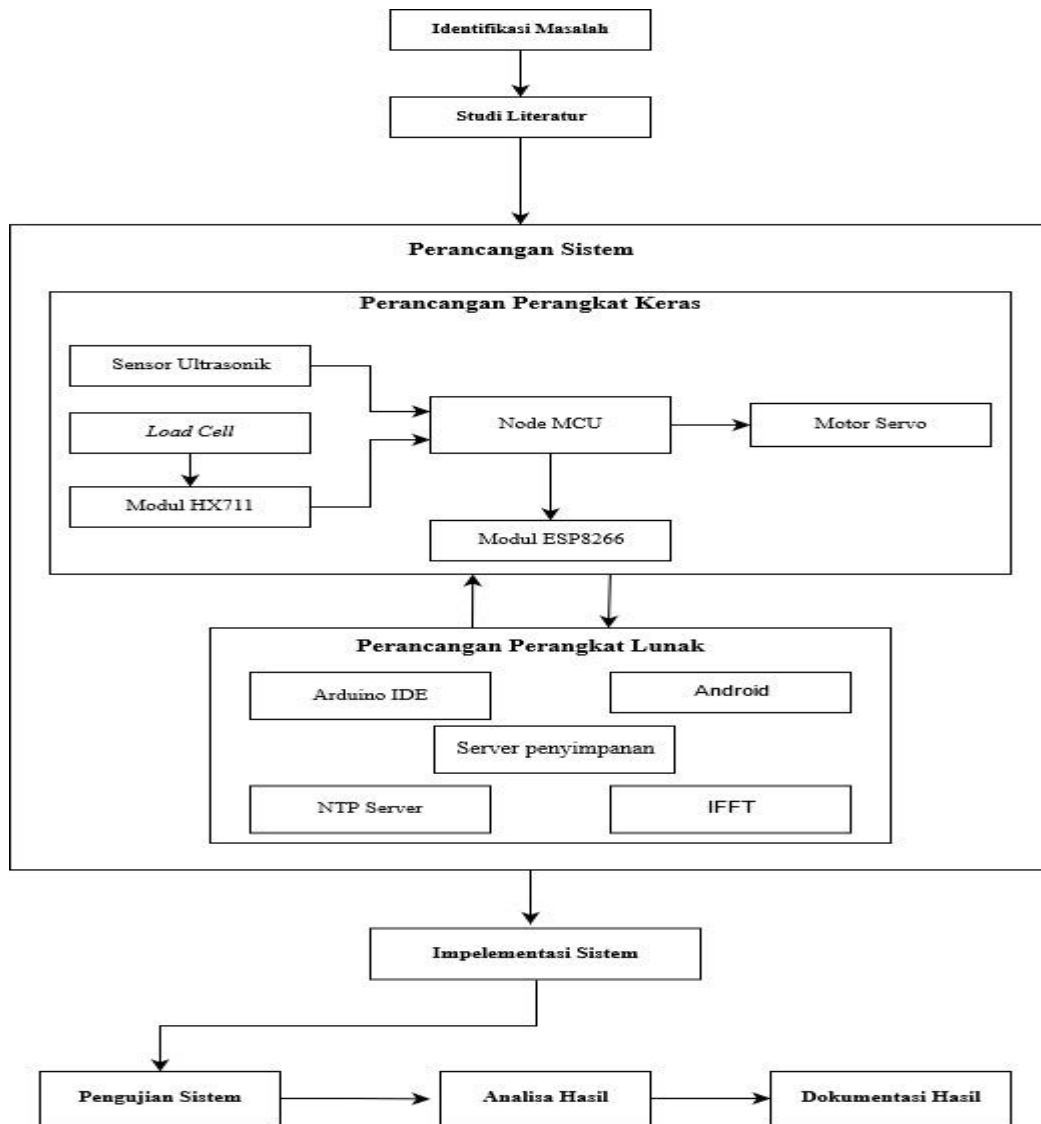 Identifikasi Masalah
Studi Literatur
Perancangan Sistem
Perancangan Perangkat Keras
Sensor Ultrasonik
Load Cell
Modul HX711
Node MCU
Motor Servo
Modul ESP8266
Perancangan Perangkat Lunak
Arduino IDE
Android
Server penyimpanan
NTP Server
IFFT
Impelementasi Sistem
Pengujian Sistem
Analisa Hasil
Dokumentasi Hasil